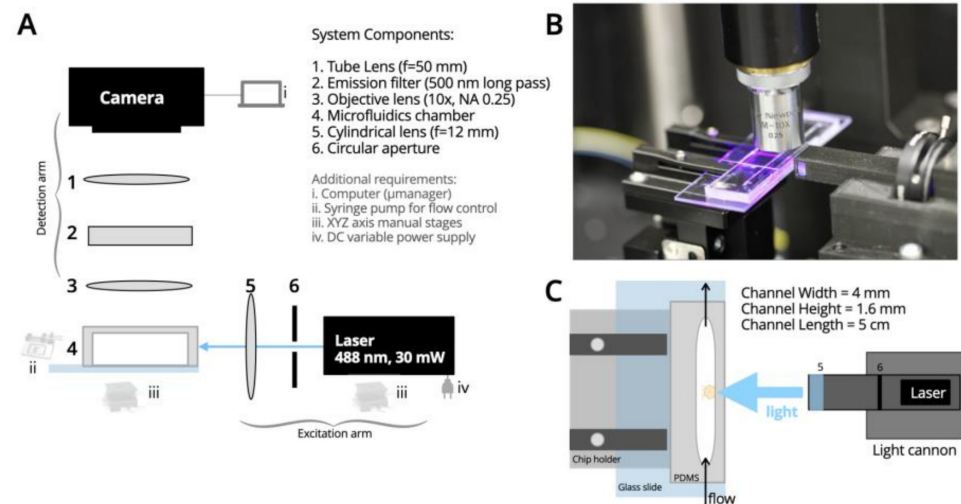 A
System Components:
1. Tube Lens (f=50 mm)
2. Emission filter (500 nm long pass)
3. Objective lens (10x, NA 0.25)
4. Microfluidics chamber
5. Cylindrical lens (f=12 mm)
6. Circular aperture
Additional requirements:
i. Computer (µmanager)
ii. Syringe pump for flow control
iii. XYZ axis manual stages
iv. DC variable power supply
Camera
i
Detection arm
1
2
3
4
5
6
Laser
488 nm, 30 mW
ii
iii
iii
iv
Excitation arm
B
Newport
M-10X
0.25
C
Channel Width = 4 mm
Channel Height = 1.6 mm
Channel Length = 5 cm
5
6
Laser
light
Light cannon
Chip holder
Glass slide
PDMS
flow